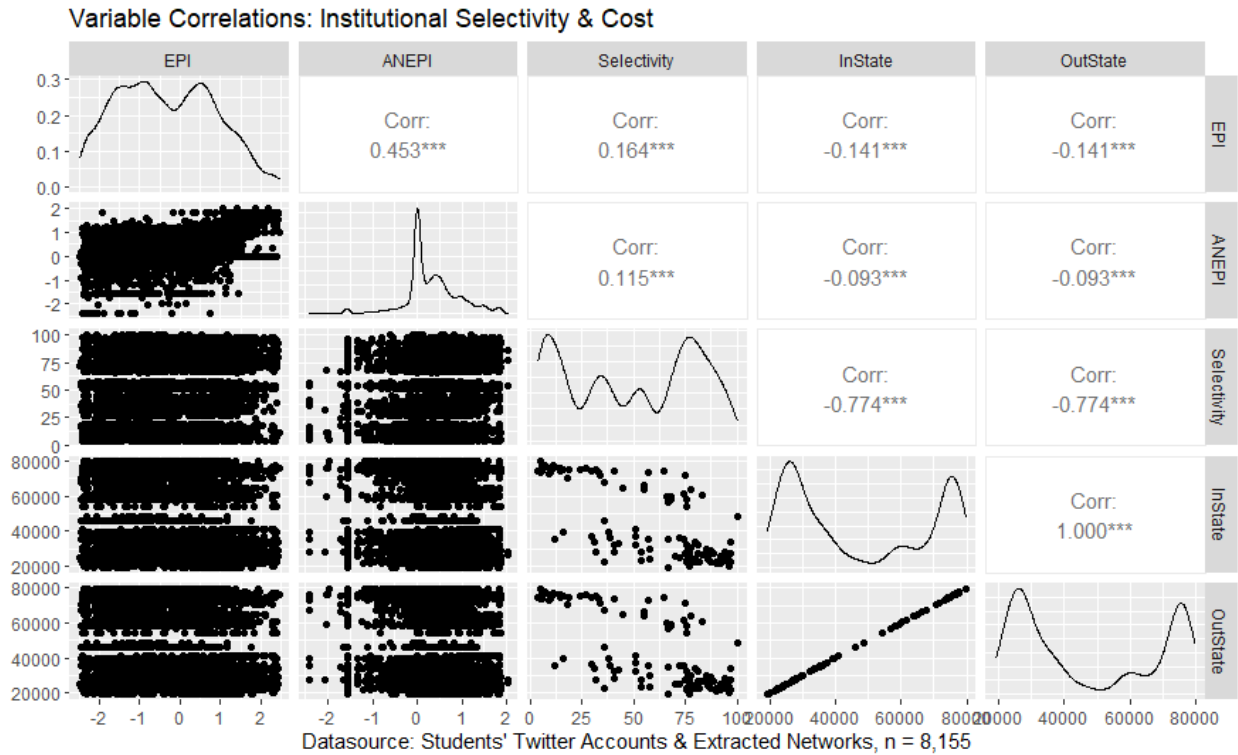 Variable Correlations: Institutional Selectivity & Cost
EPI ANEPI Selectivity InState OutState
0.3
0.2
0.1
0.0
Corr:
0.453***
Corr:
0.164***
Corr:
-0.141***
Corr:
-0.141***
EPI
2
1
0
-1
-2
Corr:
0.115***
Corr:
-0.093***
Corr:
-0.093***
ANEPI
100
75
50
25
0
Corr:
-0.774***
Corr:
-0.774***
Selectivity
80000
60000
40000
20000
Corr:
1.000***
InState
80000
60000
40000
20000
OutState
-2 -1 0 1 2 -2 -1 0 1 2 0 25 50 75 100 20000 40000 60000 80000 20000 40000 60000 80000
Datasource: Students' Twitter Accounts & Extracted Networks, n = 8,155